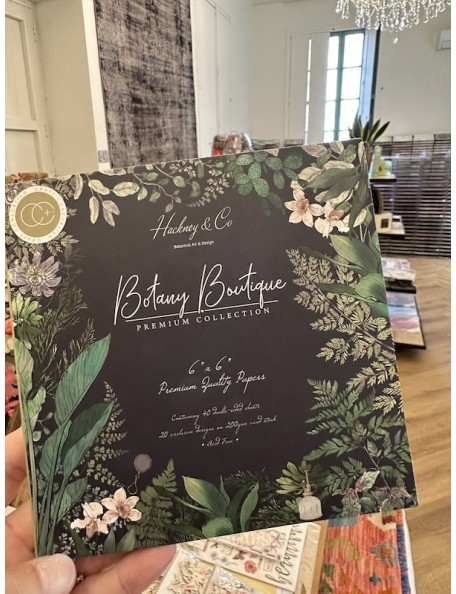 Hackney & Co
Botanical Art & Design
Botany Boutique
PREMIUM COLLECTION
6" x 6"
Premium Quality Papers
Containing 40 double-sided sheets
20 exclusive designs on 200gsm card stock
• Acid Free •